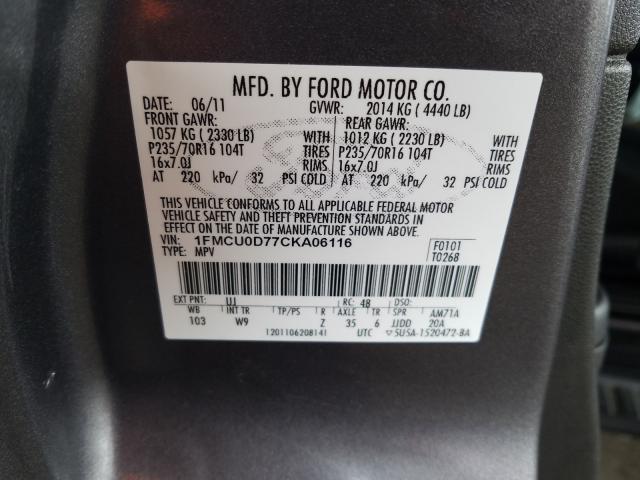 MFD. BY FORD MOTOR CO.
DATE: 06/11 GVWR: 2014 KG ( 4440 LB)
FRONT GAWR: REAR GAWR:
1057 KG ( 2330 LB) WITH 1012 KG ( 2230 LB) WITH
P235/70R16 104T TIRES P235/70R16 104T TIRES
16x7.0J RIMS 16x7.0J RIMS
AT 220 kPa/ 32 PSI COLD AT 220 kPa/ 32 PSI COLD
THIS VEHICLE CONFORMS TO ALL APPLICABLE FEDERAL MOTOR
VEHICLE SAFETY AND THEFT PREVENTION STANDARDS IN
EFFECT ON THE DATE OF MANUFACTURE SHOWN ABOVE.
VIN: 1FMCU0D77CKA06116 F0101
TYPE: MPV T0268
EXT PNT: UJ RC: 48 DSO:
WB INT TR TP/PS R AXLE TR SPR AM71A
103 W9 Z 35 6 JJDD 20A
1201106208141 UTC 5U5A-1520472-BA